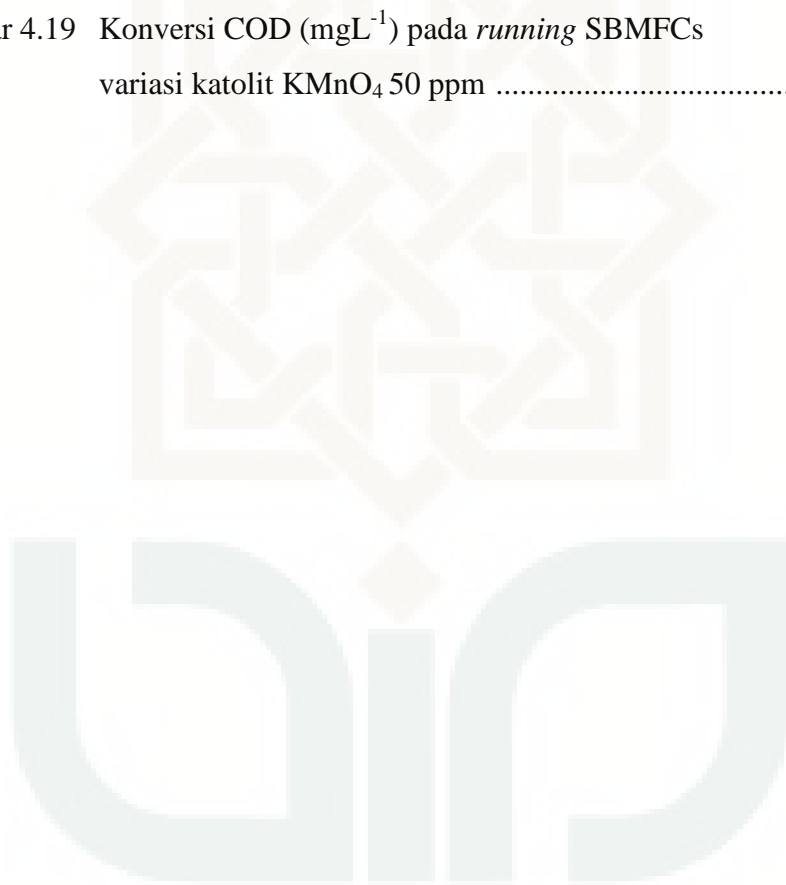 r 4.19 Konversi COD (mgL⁻¹) pada running SBMFCs
variasi katolit KMnO₄ 50 ppm .....................................